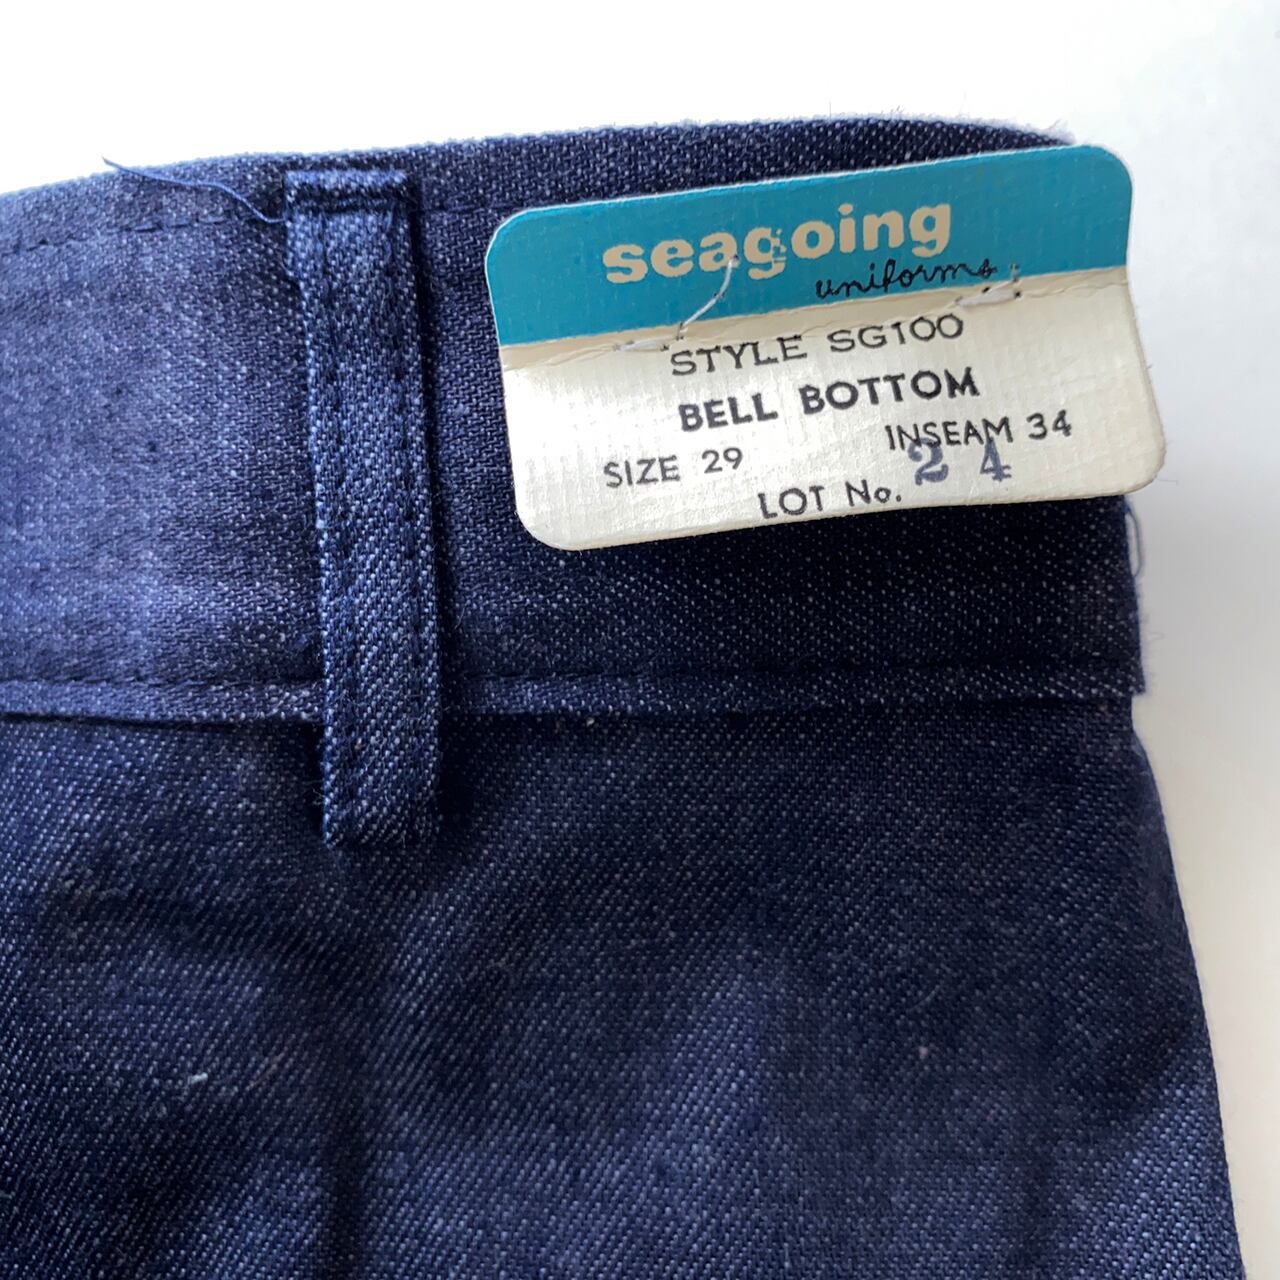 seagoing
uniforms
STYLE SG100
BELL BOTTOM
SIZE 29 INSEAM 34
LOT No. 24